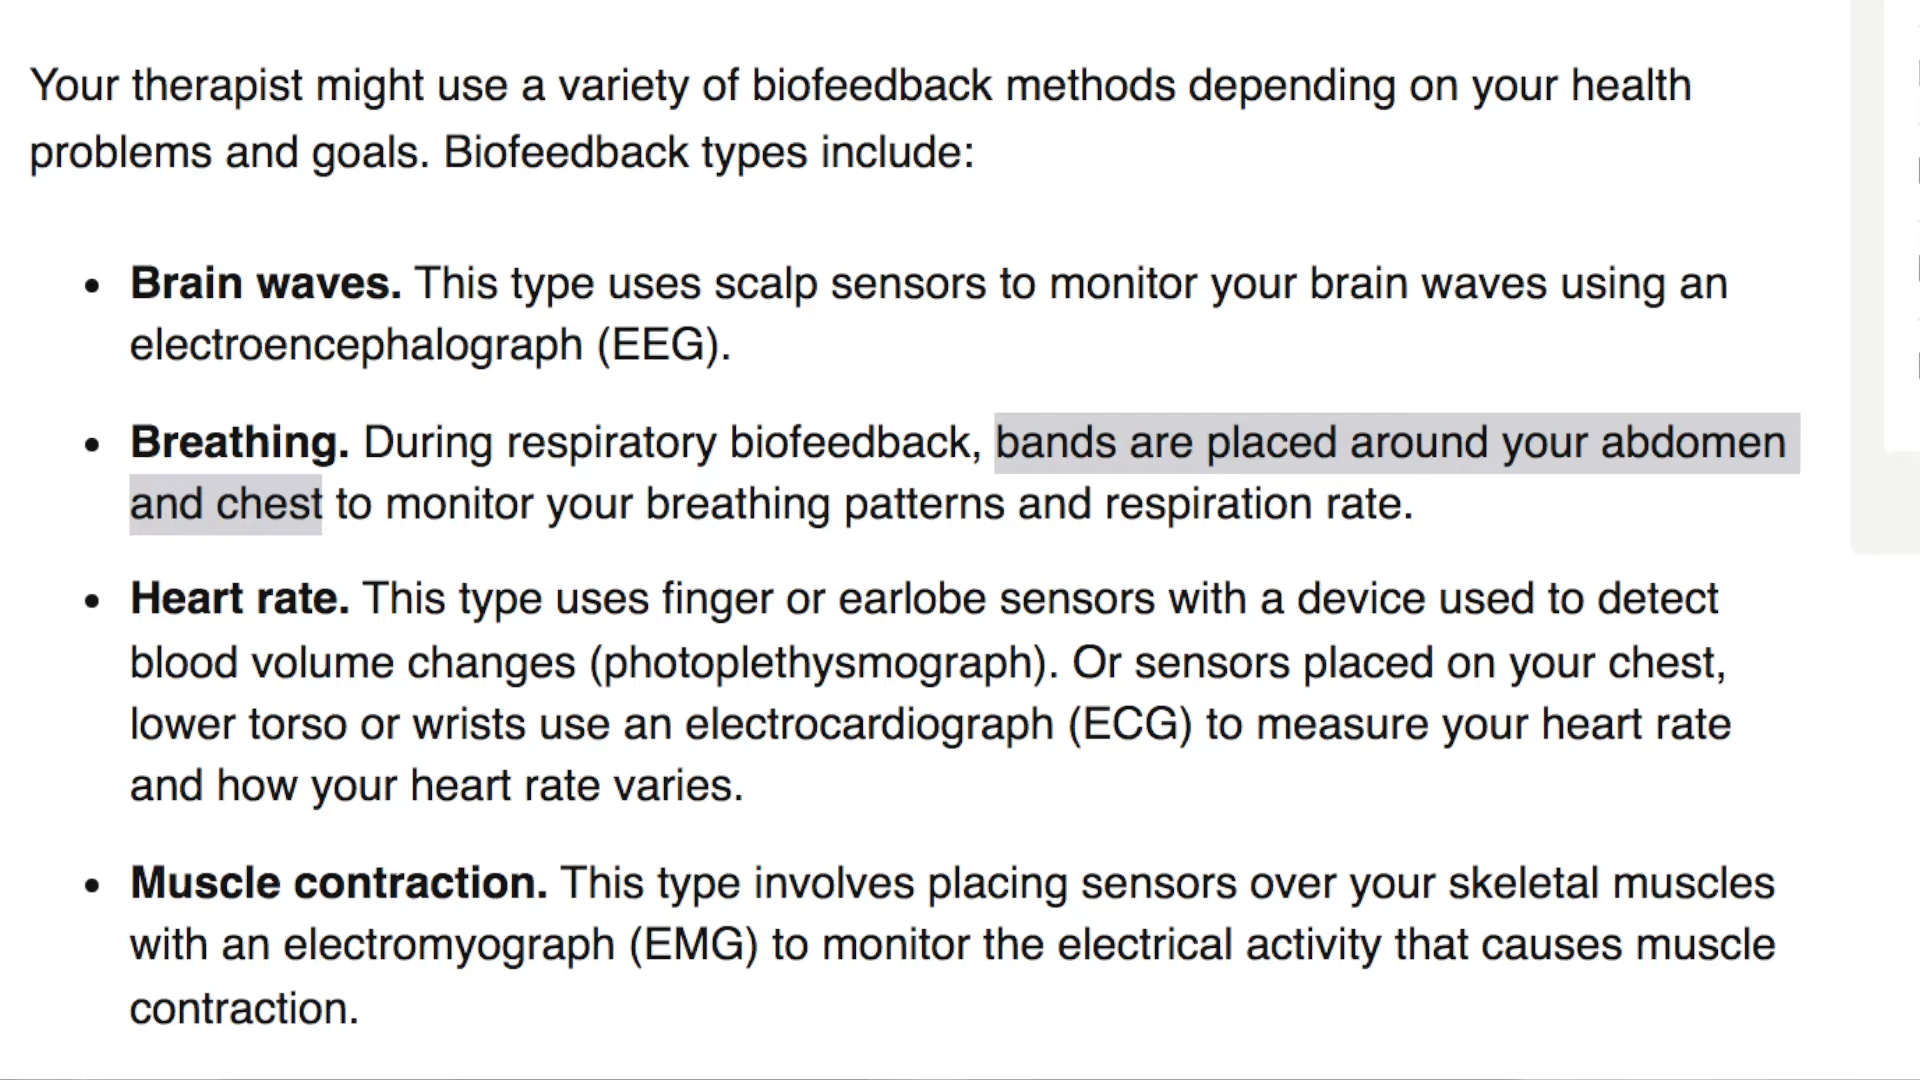 Your therapist might use a variety of biofeedback methods depending on your health
problems and goals. Biofeedback types include:
• Brain waves. This type uses scalp sensors to monitor your brain waves using an
electroencephalograph (EEG).
• Breathing. During respiratory biofeedback, bands are placed around your abdomen
and chest to monitor your breathing patterns and respiration rate.
• Heart rate. This type uses finger or earlobe sensors with a device used to detect
blood volume changes (photoplethysmograph). Or sensors placed on your chest,
lower torso or wrists use an electrocardiograph (ECG) to measure your heart rate
and how your heart rate varies.
• Muscle contraction. This type involves placing sensors over your skeletal muscles
with an electromyograph (EMG) to monitor the electrical activity that causes muscle
contraction.